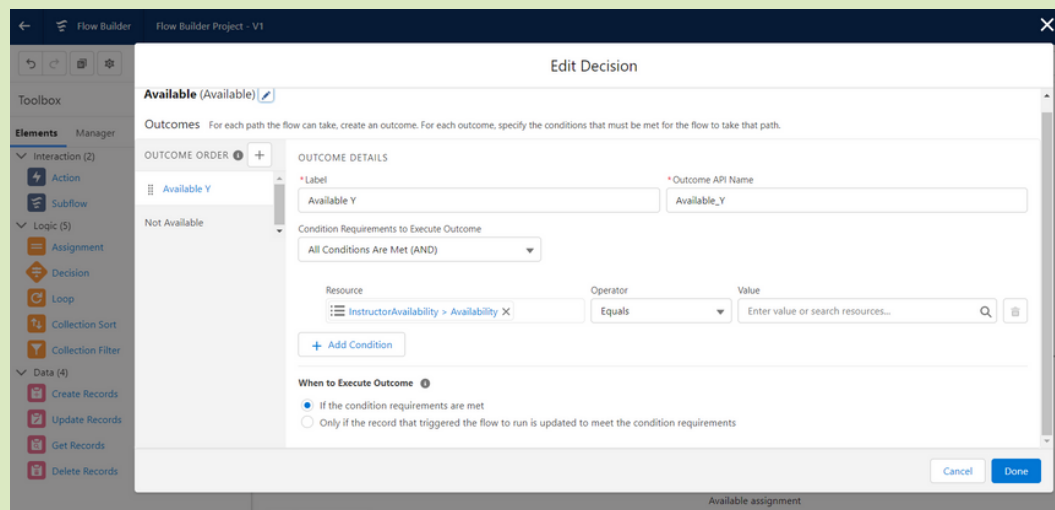 Flow Builder Flow Builder Project - V1
Edit Decision
Toolbox
Elements Manager
Interaction (2)
Action
Subflow
Logic (5)
Assignment
Decision
Loop
Collection Sort
Collection Filter
Data (4)
Create Records
Update Records
Get Records
Delete Records
Available (Available)
Outcomes For each path the flow can take, create an outcome. For each outcome, specify the conditions that must be met for the flow to take that path.
OUTCOME ORDER
Available Y
Not Available
OUTCOME DETAILS
* Label
Available Y
* Outcome API Name
Available_Y
Condition Requirements to Execute Outcome
All Conditions Are Met (AND)
Resource
InstructorAvailability > Availability
Operator
Equals
Value
Enter value or search resources...
+ Add Condition
When to Execute Outcome
If the condition requirements are met
Only if the record that triggered the flow to run is updated to meet the condition requirements
Cancel Done
Available assignment